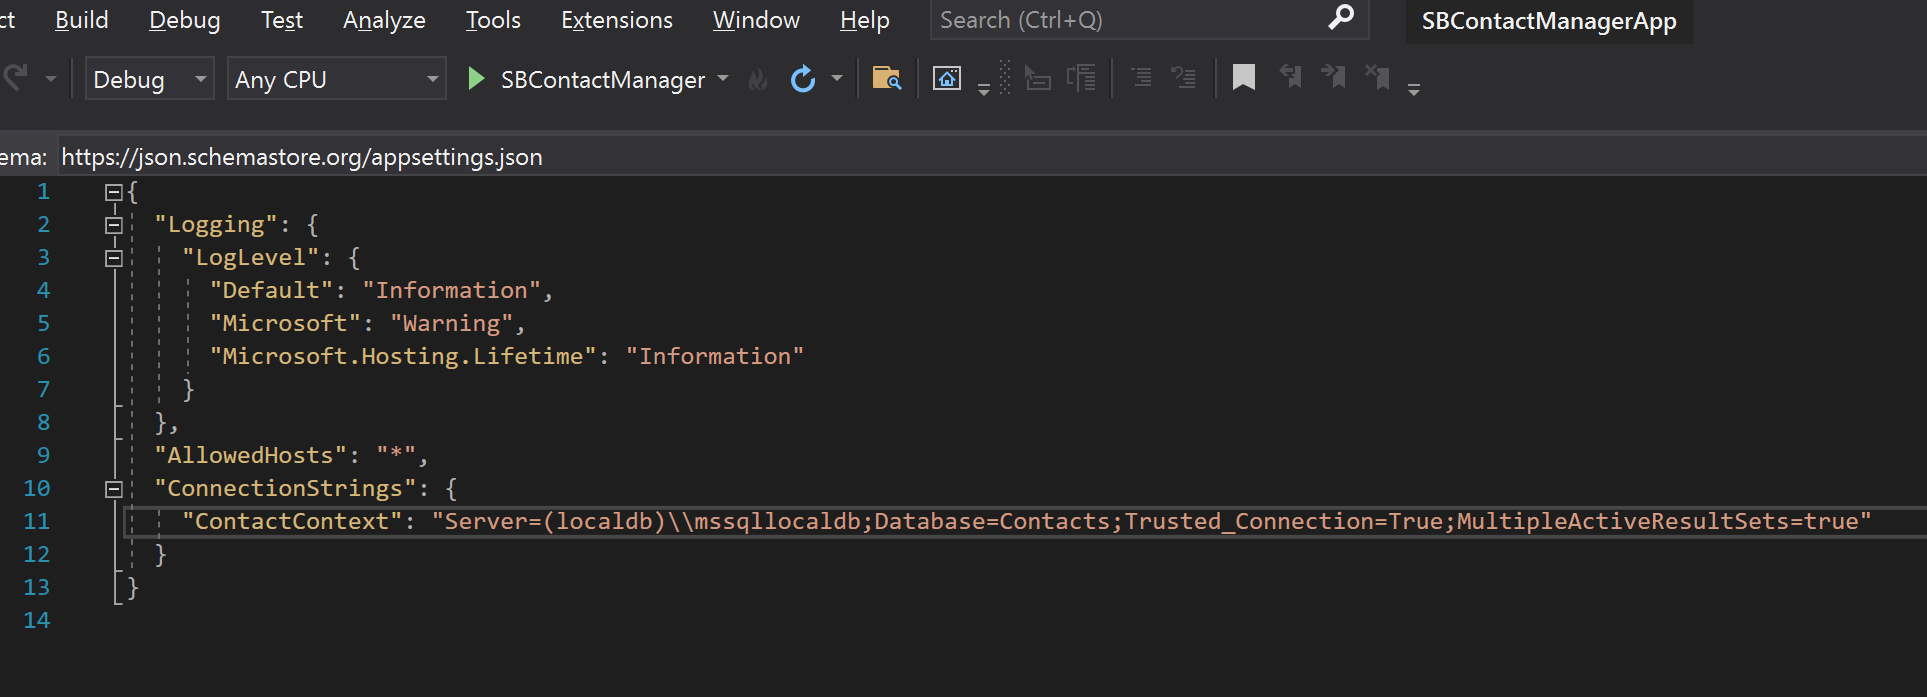 ct Build Debug Test Analyze Tools Extensions Window Help Search (Ctrl+Q) SBContactManagerApp
Debug Any CPU SBContactManager
ema: https://json.schemastore.org/appsettings.json
1 {
2 "Logging": {
3 "LogLevel": {
4 "Default": "Information",
5 "Microsoft": "Warning",
6 "Microsoft.Hosting.Lifetime": "Information"
7 }
8 },
9 "AllowedHosts": "*",
10 "ConnectionStrings": {
11 "ContactContext": "Server=(localdb)\\mssqllocaldb;Database=Contacts;Trusted_Connection=True;MultipleActiveResultSets=true"
12 }
13 }
14